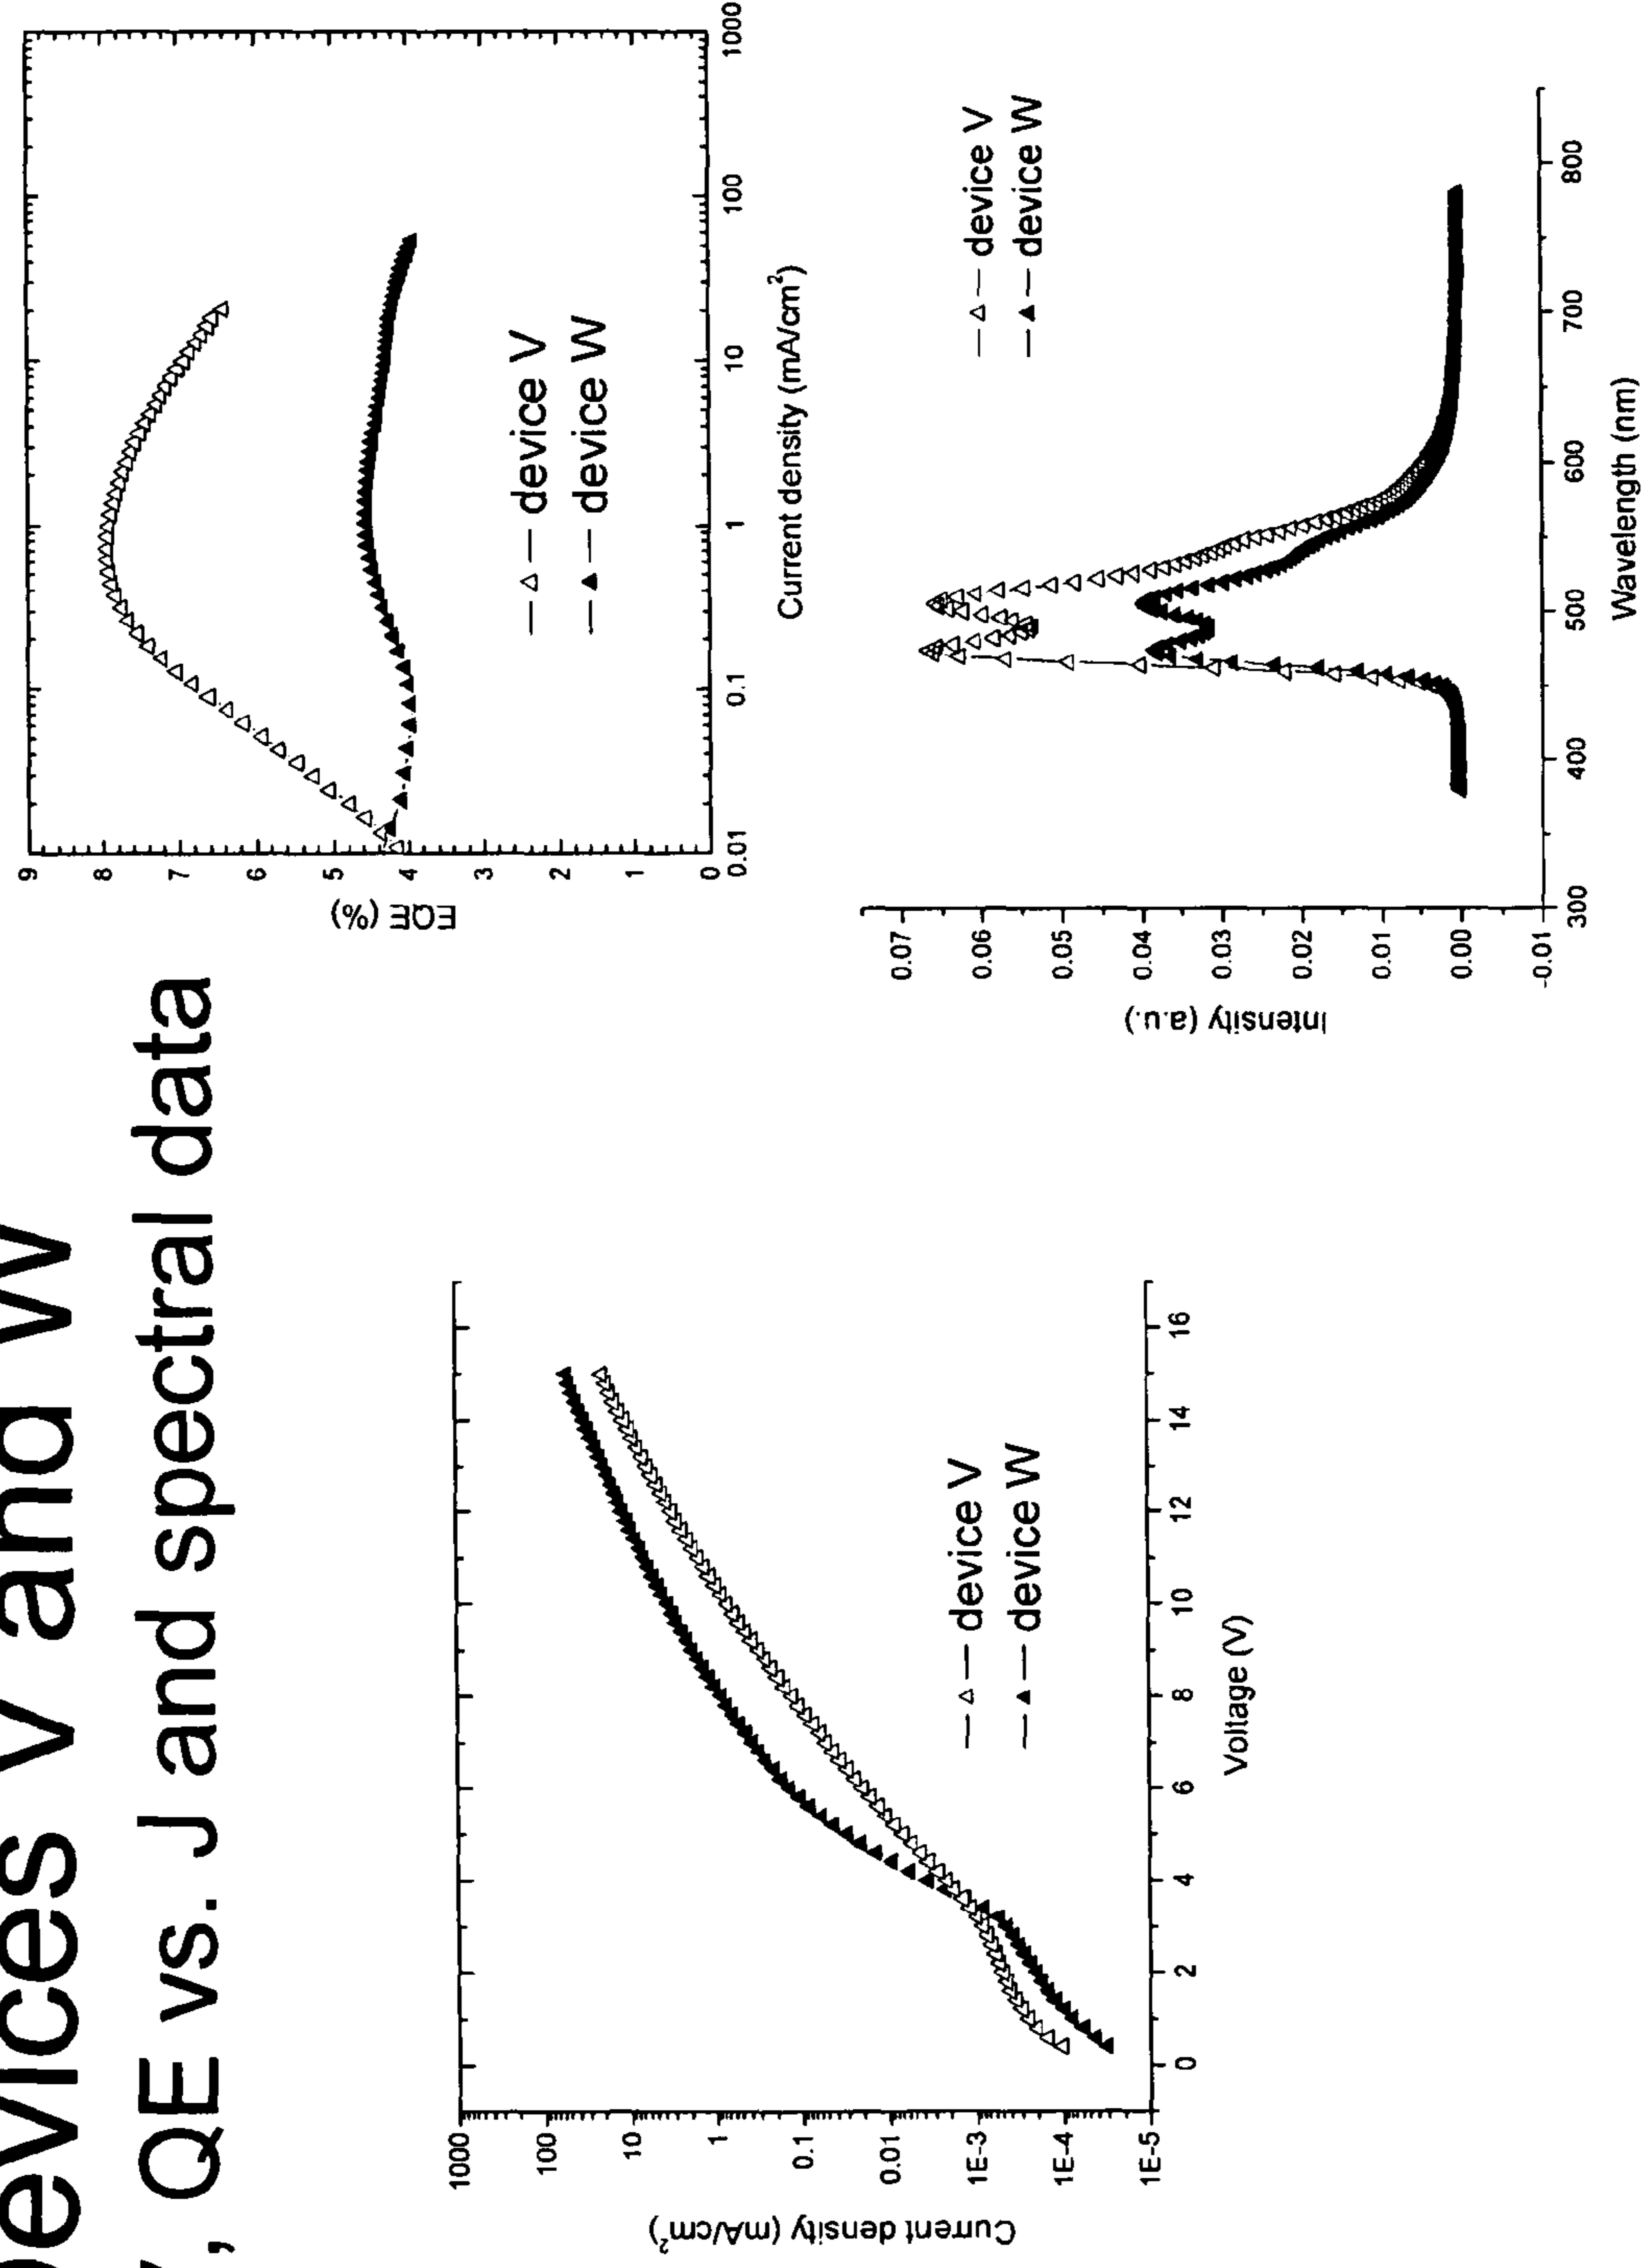 Devices V and W
, QE vs. J and spectral data
Current density (mA/cm²)
1000
100
10
1
0.1
0.01
1E-3
1E-4
1E-5
device V
device W
0 2 4 6 8 10 12 14 16
Voltage (V)
EQE (%)
9
8
7
6
5
4
3
2
1
0
device V
device W
0.01 0.1 1 10 100 1000
Current density (mA/cm²)
Intensity (a.u.)
0.07
0.06
0.05
0.04
0.03
0.02
0.01
0.00
-0.01
device V
device W
300 400 500 600 700 800
Wavelength (nm)